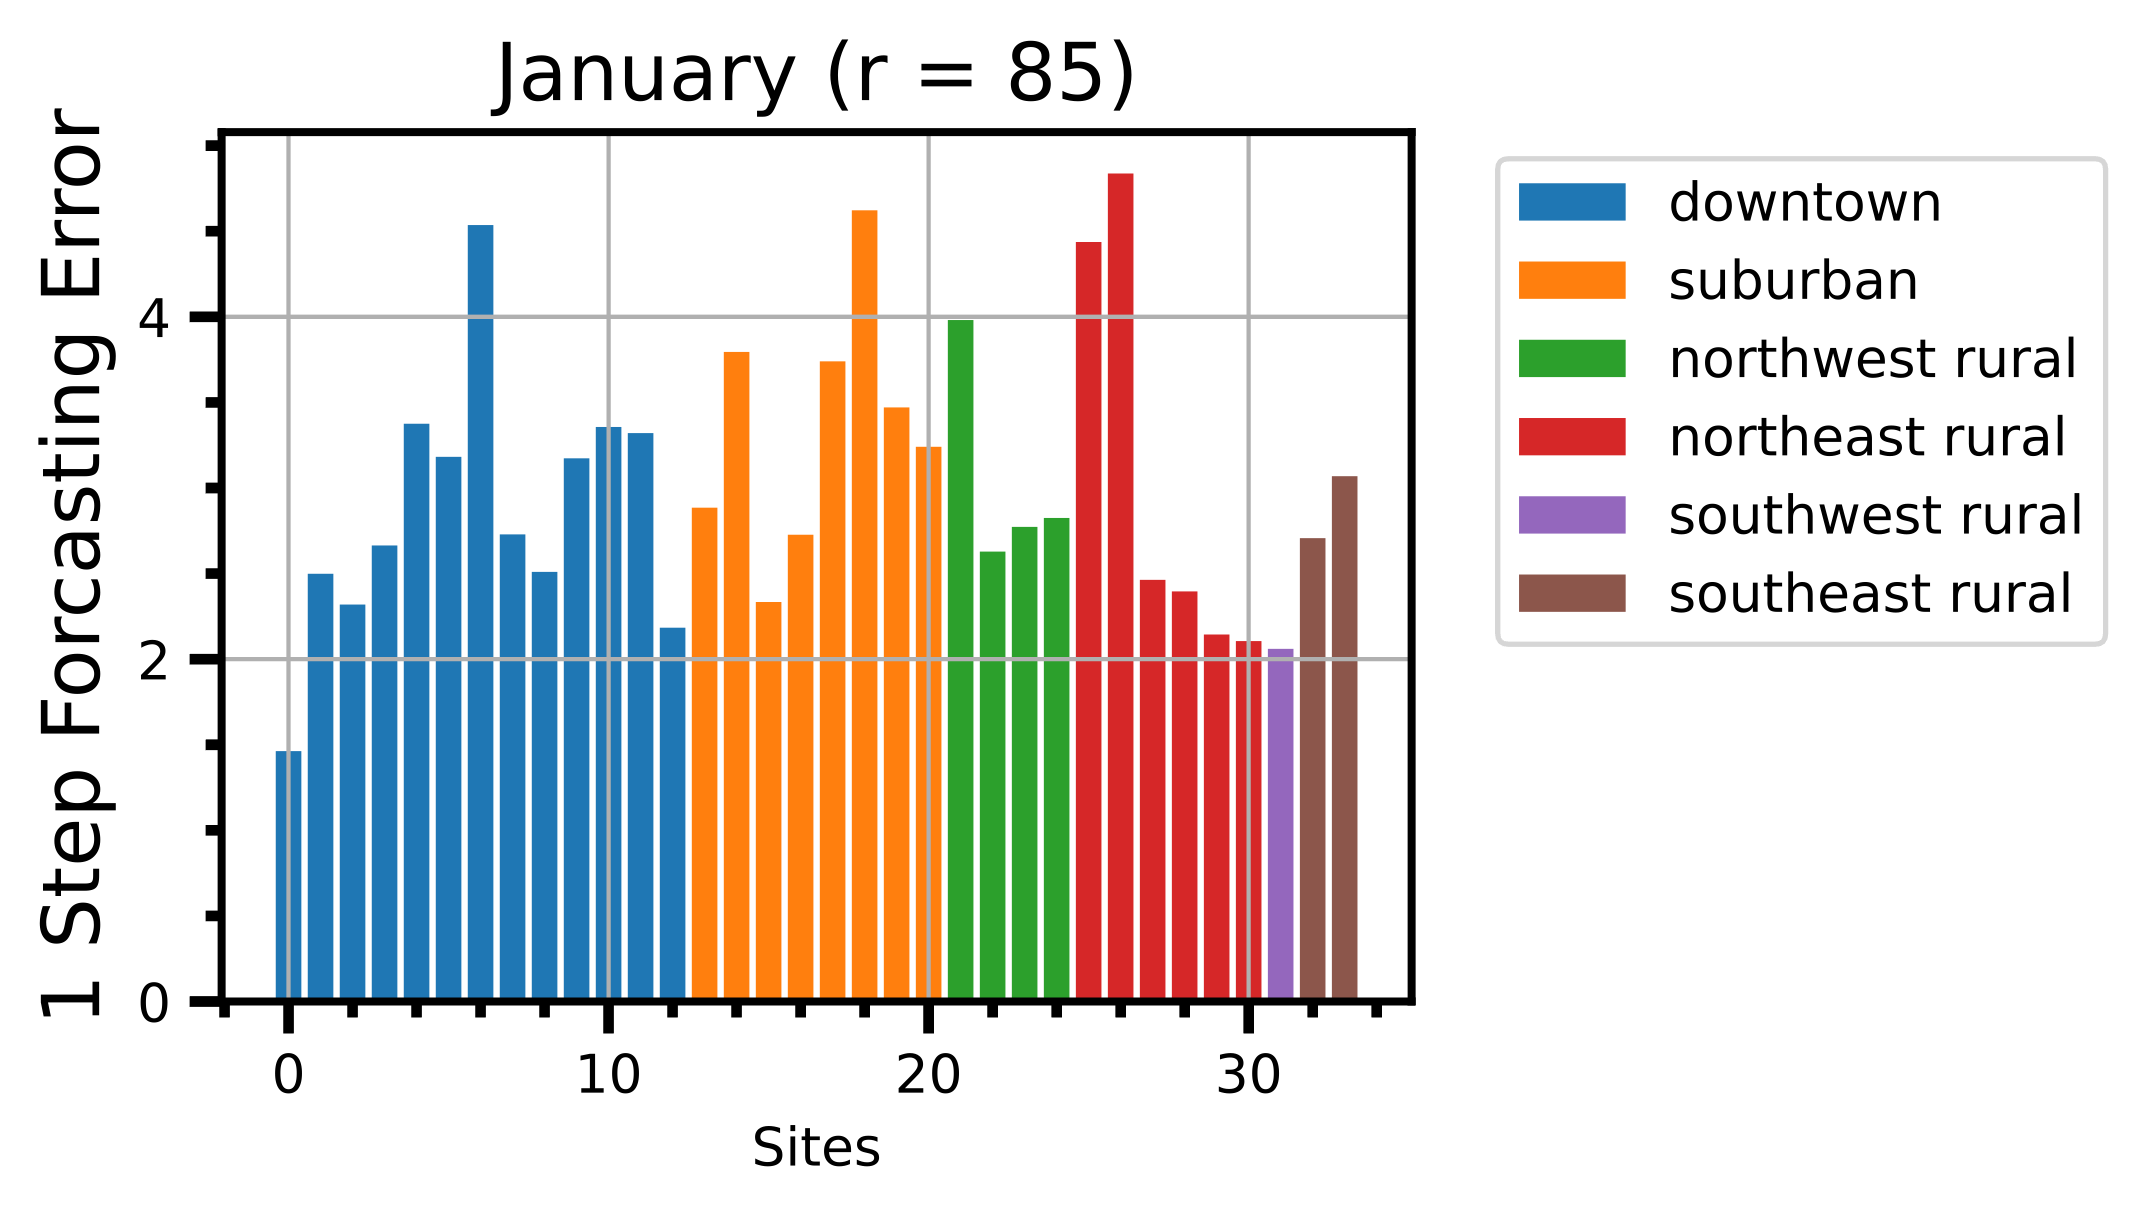 January (r = 85)
1 Step Forcasting Error
4
2
0
0 10 20 30
Sites
downtown
suburban
northwest rural
northeast rural
southwest rural
southeast rural